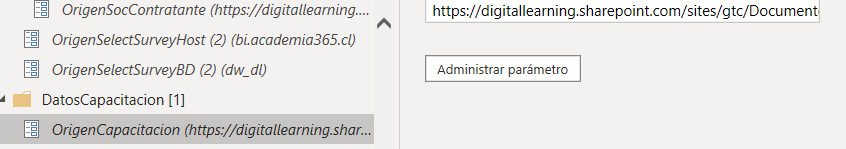 OrigenSocContratante (https://digitallearning....
OrigenSelectSurveyHost (2) (bi.academia365.cl)
OrigenSelectSurveyBD (2) (dw_dl)
DatosCapacitacion [1]
OrigenCapacitacion (https://digitallearning.shar...
https://digitallearning.sharepoint.com/sites/gtc/Document
Administrar parámetro